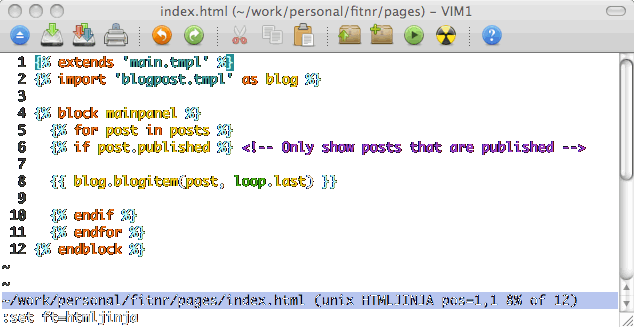 index.html (~/work/personal/fitnr/pages) – VIM1
1 {% extends 'main.tmpl' %}
2 {% import 'blogpost.tmpl' as blog %}
3
4 {% block mainpanel %}
5   {% for post in posts %}
6   {% if post.published %} <!-- Only show posts that are published -->
7
8   {{ blog.blogitem(post, loop.last) }}
9
10   {% endif %}
11   {% endfor %}
12 {% endblock %}
~
~
~/work/personal/fitnr/pages/index.html (unix HTMLJINJA pos=1,1 8% of 12)
:set ft=htmljinja